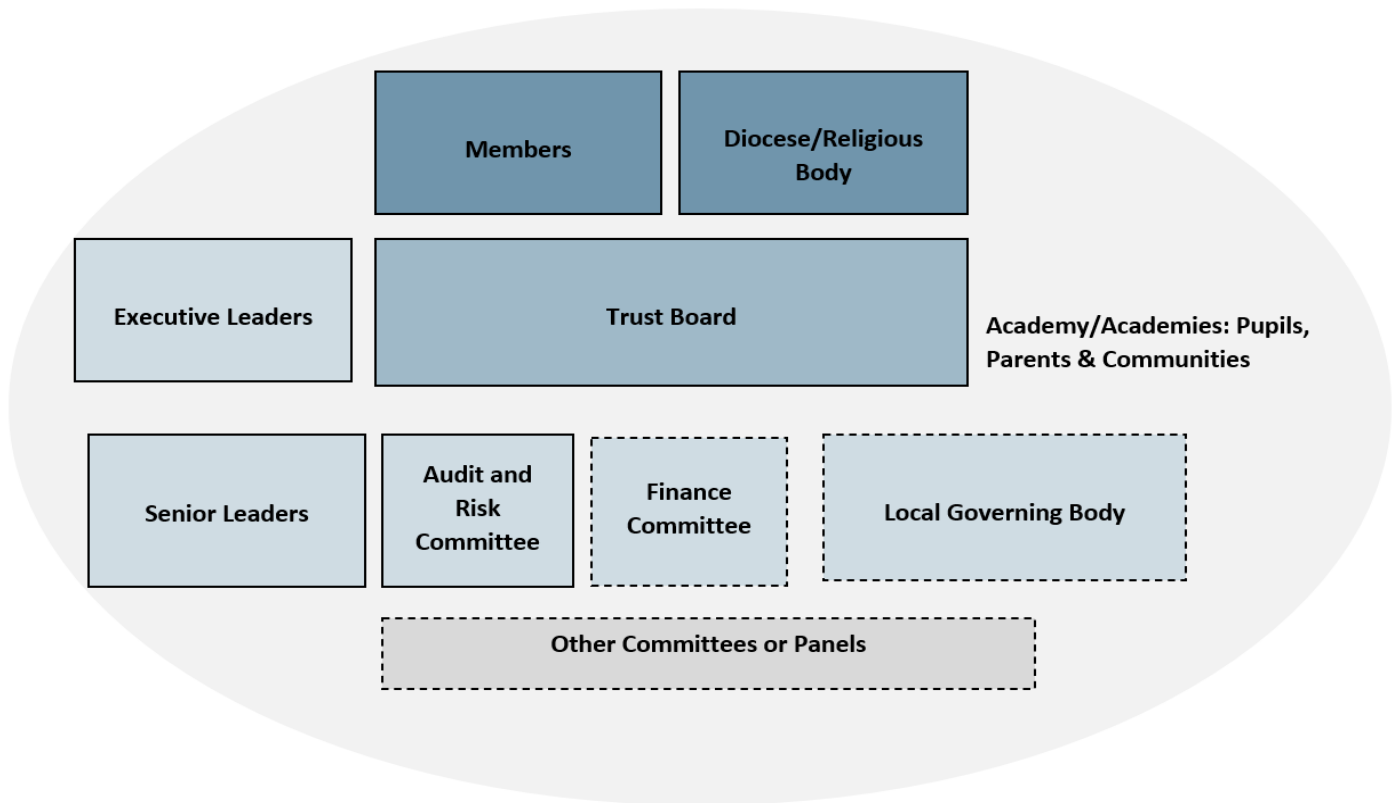 Members
Diocese/Religious
Body
Executive Leaders
Trust Board
Academy/Academies: Pupils,
Parents & Communities
Senior Leaders
Audit and
Risk
Committee
Finance
Committee
Local Governing Body
Other Committees or Panels